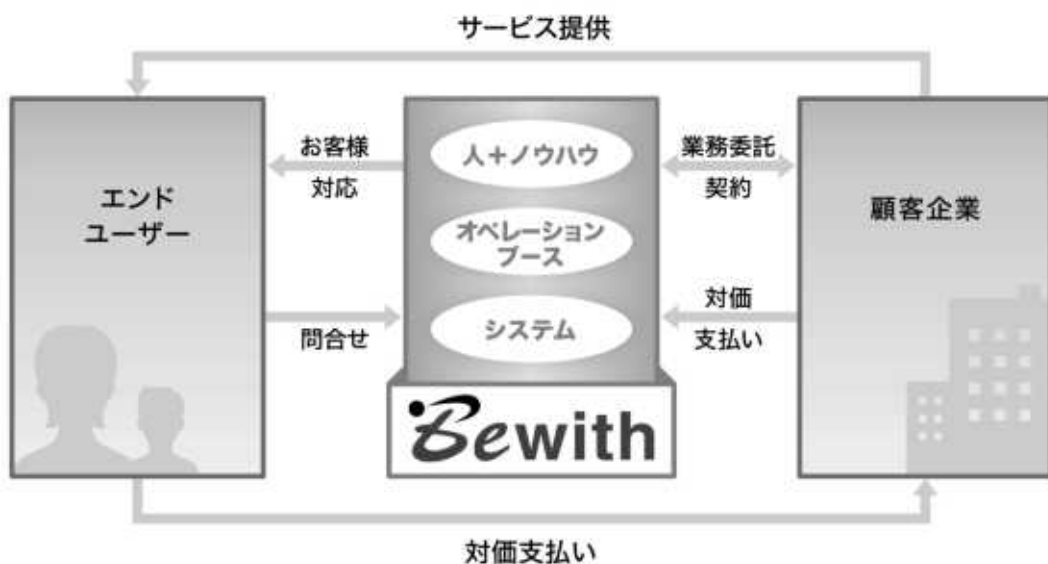 サービス提供
エンド
ユーザー
お客様
対応
問合せ
人+ノウハウ
オペレーション
ブース
システム
Bewith
業務委託
契約
対価
支払い
顧客企業
対価支払い